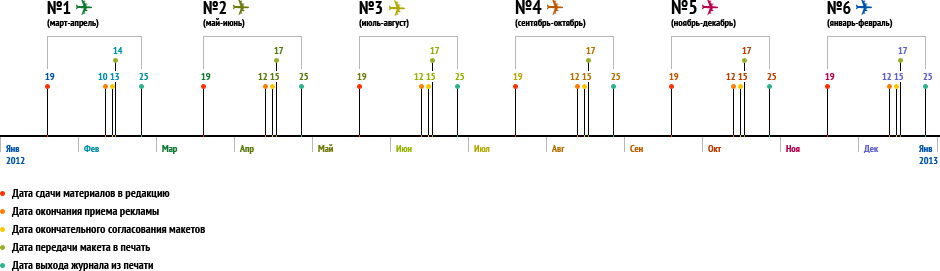 №1 №2 №3 №4 №5 №6
(март-апрель) (май-июнь) (июль-август) (сентябрь-октябрь) (ноябрь-декабрь) (январь-февраль)
14 17 17 17 17 17
19 10 13 25 19 12 15 25 19 12 15 25 19 12 15 25 19 12 15 25 19 12 15 25
Янв Фев Мар Апр Май Июн Июл Авг Сен Окт Ноя Дек Янв
2012 2013
Дата сдачи материалов в редакцию
Дата окончания приема рекламы
Дата окончательного согласования макетов
Дата передачи макета в печать
Дата выхода журнала из печати